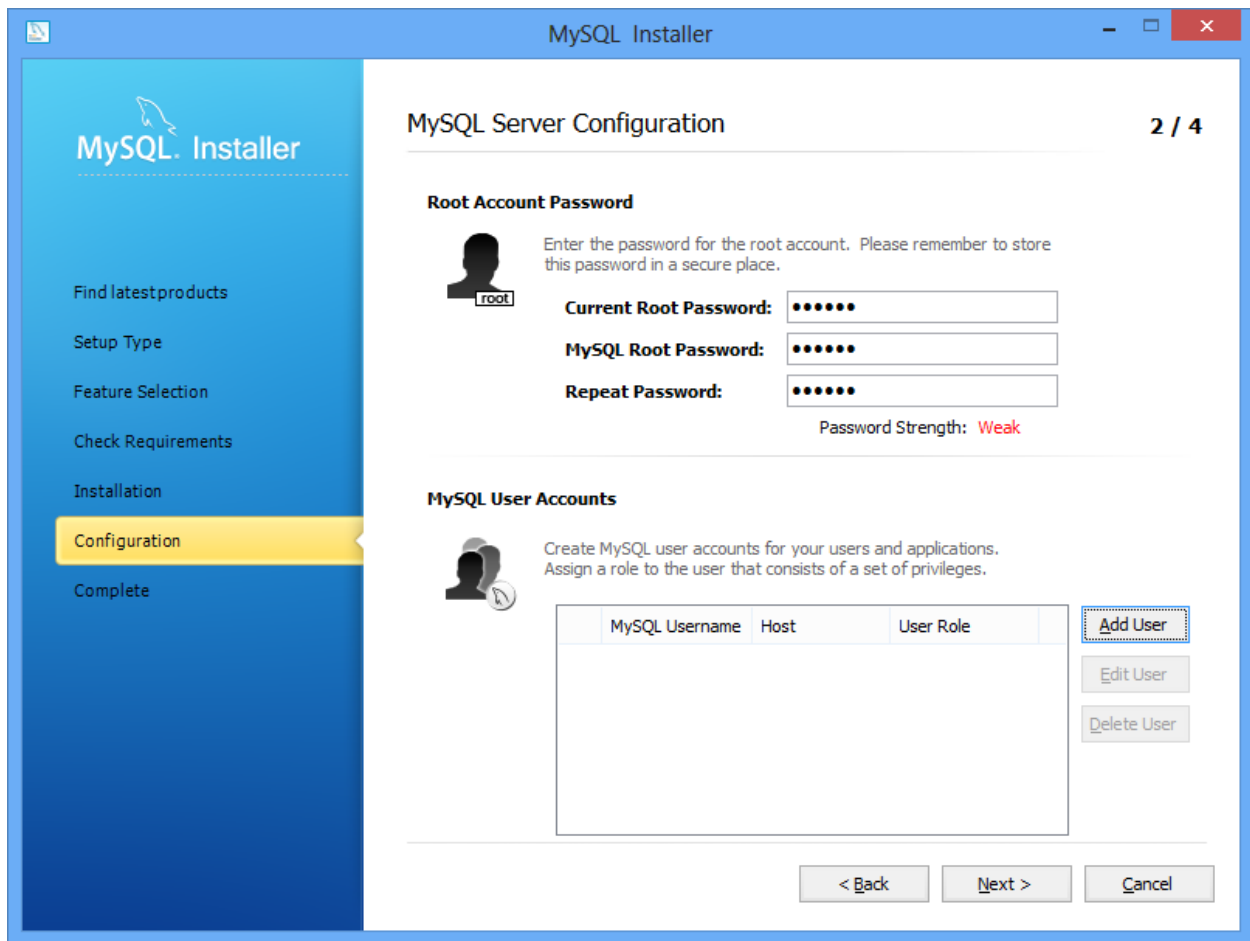 MySQL Installer
MySQL. Installer
MySQL Server Configuration
2 / 4
Root Account Password
Enter the password for the root account. Please remember to store
this password in a secure place.
root
Current Root Password: ●●●●●●
MySQL Root Password: ●●●●●●
Repeat Password: ●●●●●●
Password Strength: Weak
Find latest products
Setup Type
Feature Selection
Check Requirements
Installation
Configuration
Complete
MySQL User Accounts
Create MySQL user accounts for your users and applications.
Assign a role to the user that consists of a set of privileges.
MySQL Username Host User Role
Add User
Edit User
Delete User
< Back Next > Cancel